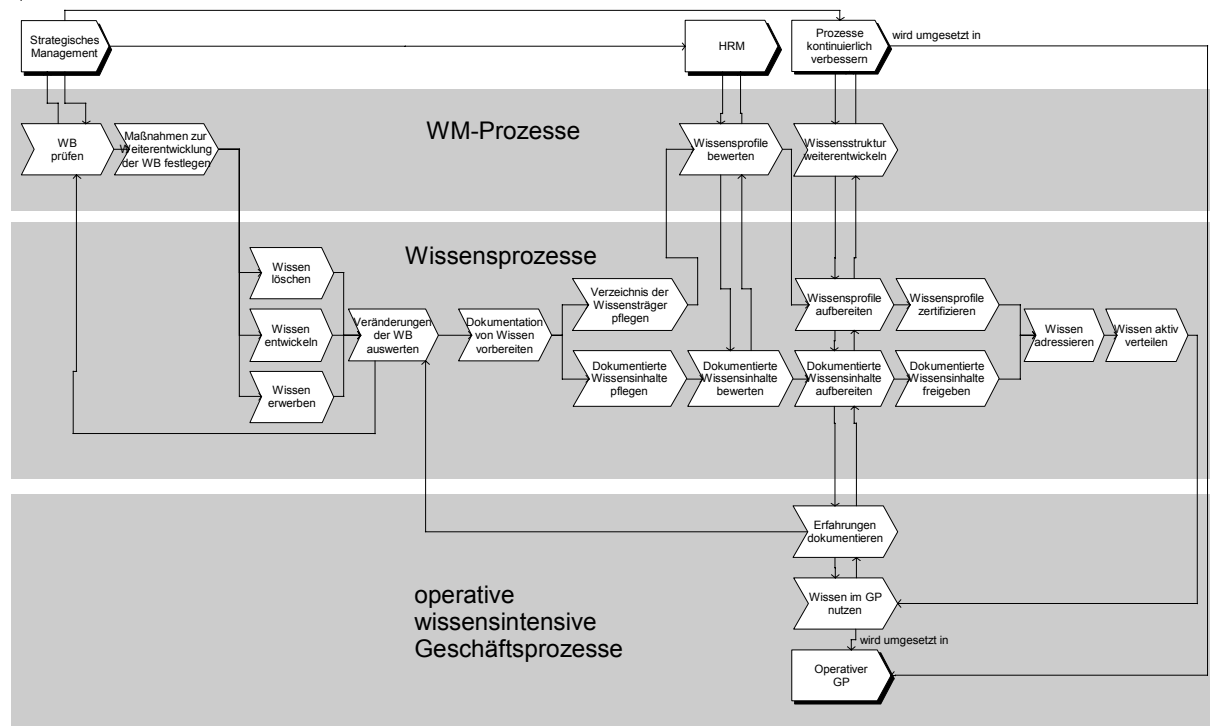 Strategisches
Management
HRM
Prozesse
kontinuierlich
verbessern
wird umgesetzt in
WM-Prozesse
WB
prüfen
Maßnahmen zur
Weiterentwicklung
der WB festlegen
Wissensprofile
bewerten
Wissensstruktur
weiterentwickeln
Wissensprozesse
Wissen
löschen
Wissen
entwickeln
Wissen
erwerben
Veränderungen
der WB
auswerten
Dokumentation
von Wissen
vorbereiten
Verzeichnis der
Wissensträger
pflegen
Dokumentierte
Wissensinhalte
pflegen
Dokumentierte
Wissensinhalte
bewerten
Wissensprofile
aufbereiten
Dokumentierte
Wissensinhalte
aufbereiten
Wissensprofile
zertifizieren
Dokumentierte
Wissensinhalte
freigeben
Wissen
adressieren
Wissen aktiv
verteilen
operative
wissensintensive
Geschäftsprozesse
Erfahrungen
dokumentieren
Wissen im GP
nutzen
wird umgesetzt in
Operativer
GP